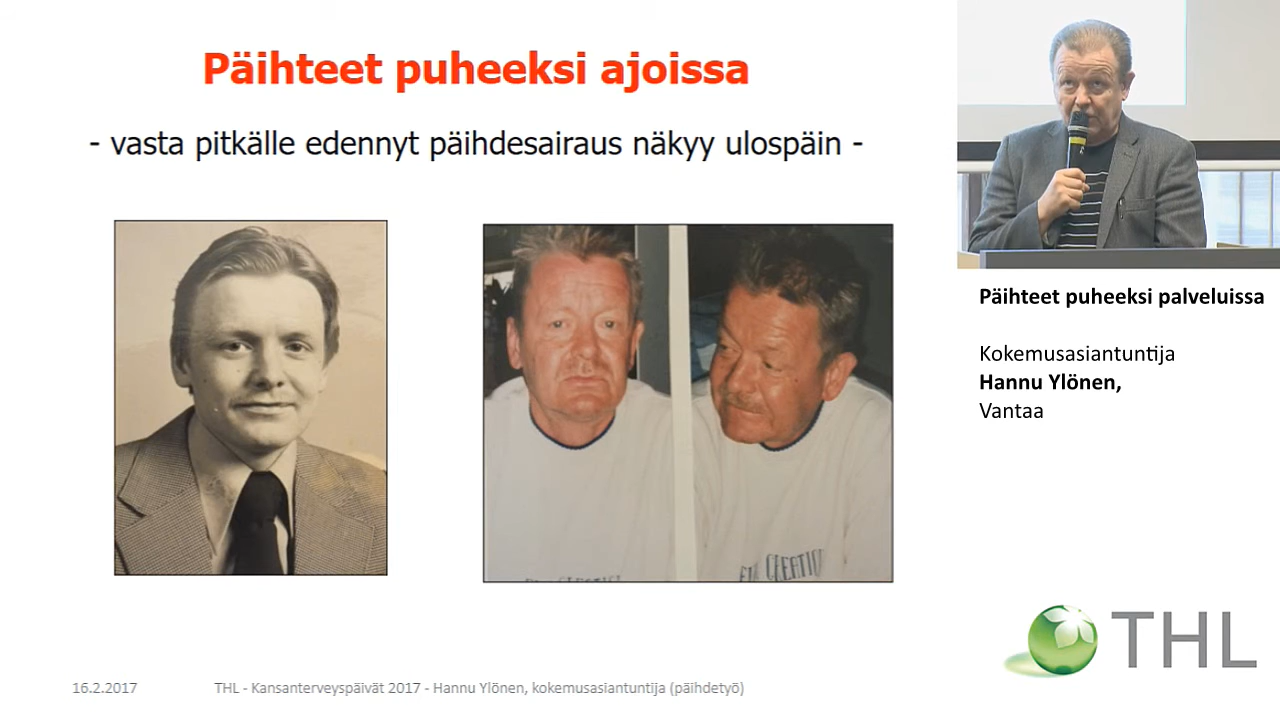 Päihteet puheeksi ajoissa
- vasta pitkälle edennyt päihdesairaus näkyy ulospäin -
Päihteet puheeksi palveluissa
Kokemusasiantuntija
Hannu Ylönen,
Vantaa
CREATIO
THL
16.2.2017
THL - Kansanterveyspäivät 2017 - Hannu Ylönen, kokemusasiantuntija (päihdetyö)